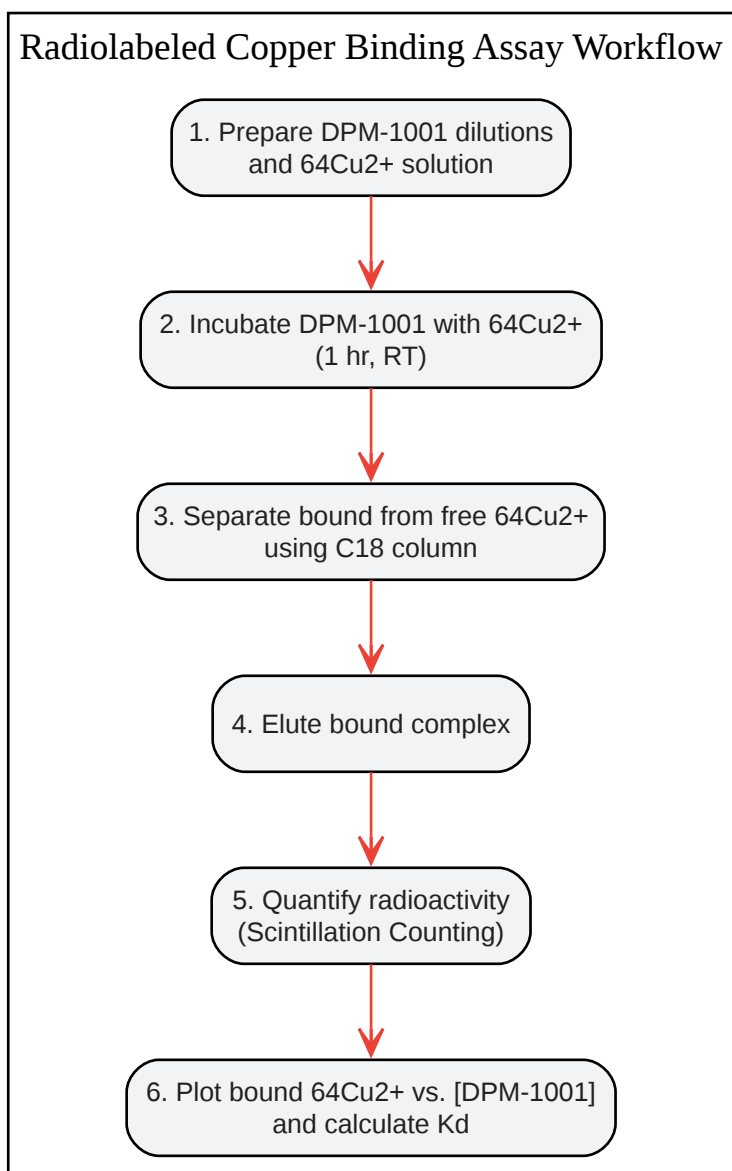 Radiolabeled Copper Binding Assay Workflow
1. Prepare DPM-1001 dilutions
and 64Cu2+ solution
2. Incubate DPM-1001 with 64Cu2+
(1 hr, RT)
3. Separate bound from free 64Cu2+
using C18 column
4. Elute bound complex
5. Quantify radioactivity
(Scintillation Counting)
6. Plot bound 64Cu2+ vs. [DPM-1001]
and calculate Kd